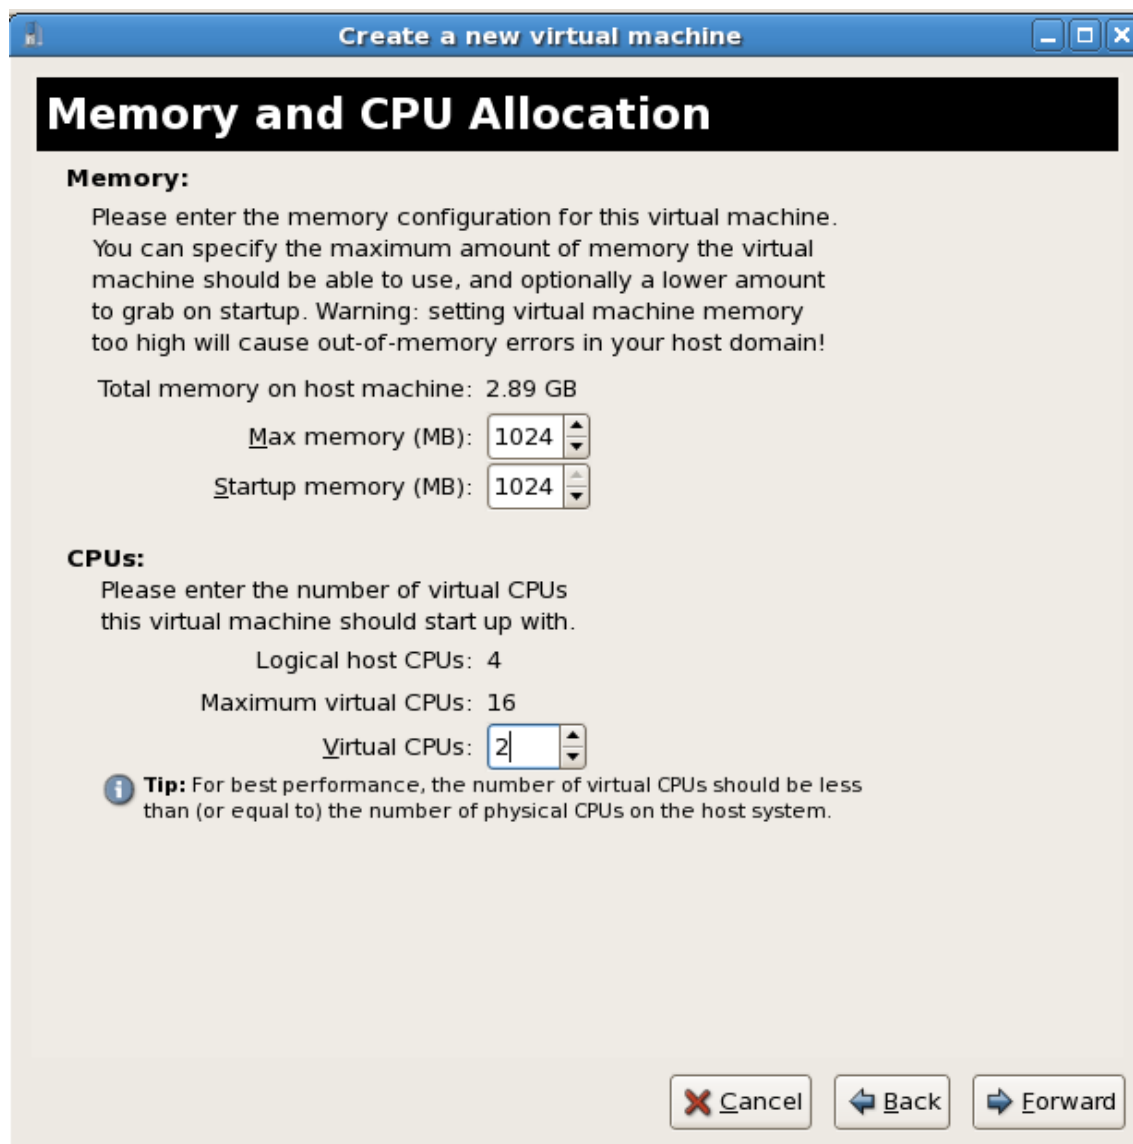 Create a new virtual machine
Memory and CPU Allocation
Memory:
Please enter the memory configuration for this virtual machine.
You can specify the maximum amount of memory the virtual
machine should be able to use, and optionally a lower amount
to grab on startup. Warning: setting virtual machine memory
too high will cause out-of-memory errors in your host domain!
Total memory on host machine: 2.89 GB
Max memory (MB): 1024
Startup memory (MB): 1024
CPUs:
Please enter the number of virtual CPUs
this virtual machine should start up with.
Logical host CPUs: 4
Maximum virtual CPUs: 16
Virtual CPUs: 2
Tip: For best performance, the number of virtual CPUs should be less
than (or equal to) the number of physical CPUs on the host system.
Cancel Back Forward